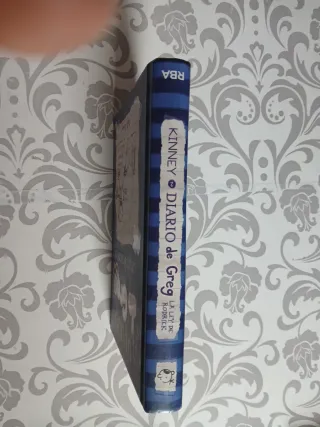 RBA
KINNEY DIARIO de Greg
LA LEY DE
RODRICK